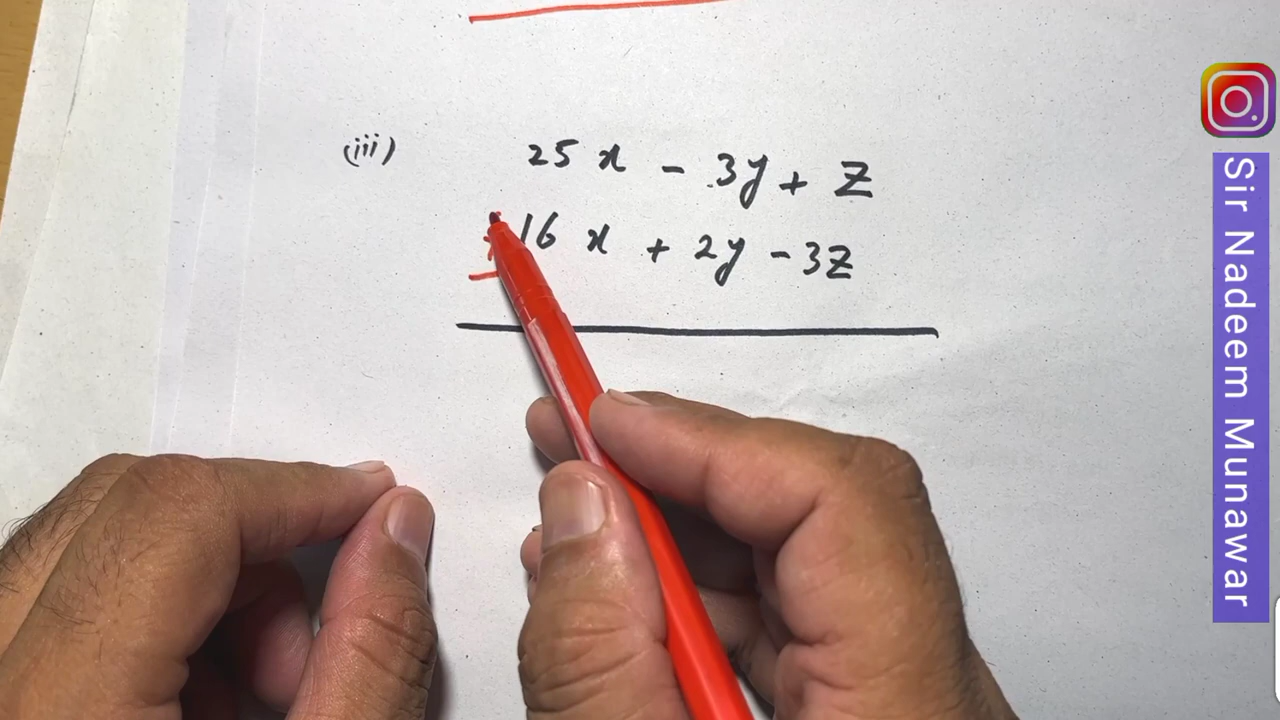 (iii) 25x - 3y + z
16x + 2y - 3z
Sir Nadeem Munawar